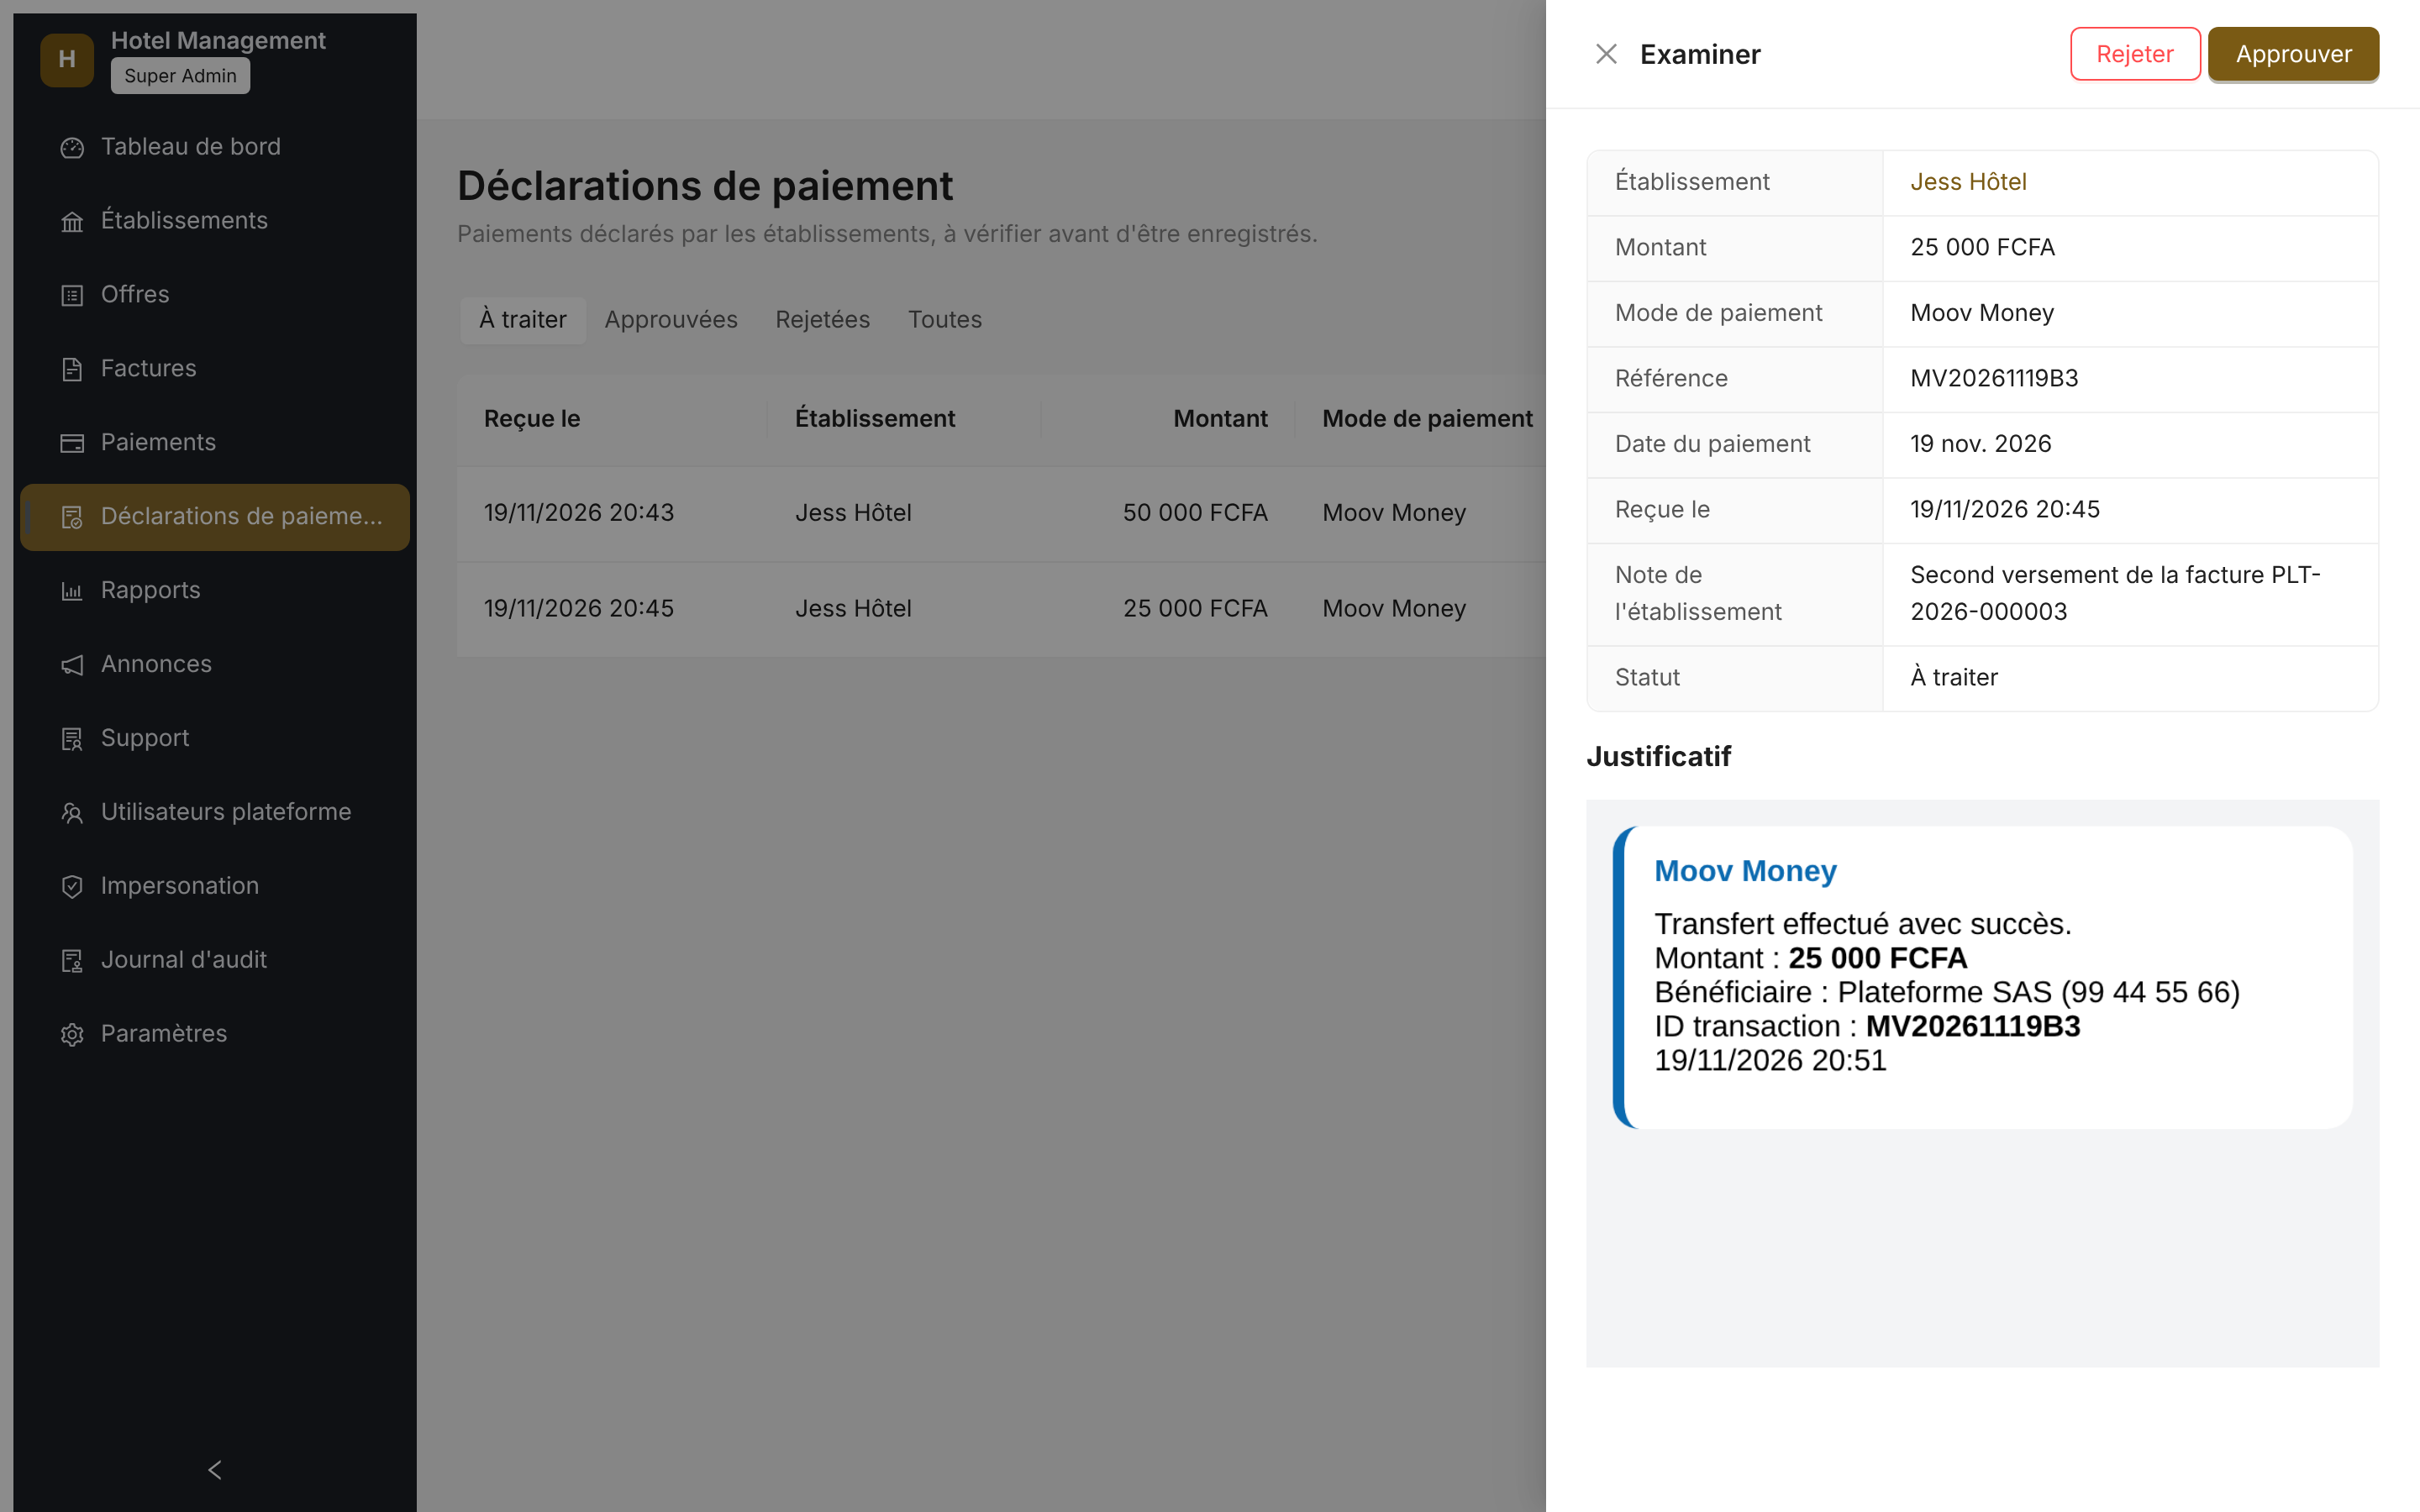 H
Hotel Management
Super Admin
Tableau de bord
Établissements
Offres
Factures
Paiements
Déclarations de paieme...
Rapports
Annonces
Support
Utilisateurs plateforme
Impersonation
Journal d'audit
Paramètres
Déclarations de paiement
Paiements déclarés par les établissements, à vérifier avant d'être enregistrés.
À traiter Approuvées Rejetées Toutes
Reçue le Établissement Montant Mode de paiement
19/11/2026 20:43 Jess Hôtel 50 000 FCFA Moov Money
19/11/2026 20:45 Jess Hôtel 25 000 FCFA Moov Money
Examiner
Rejeter Approuver
Établissement Jess Hôtel
Montant 25 000 FCFA
Mode de paiement Moov Money
Référence MV20261119B3
Date du paiement 19 nov. 2026
Reçue le 19/11/2026 20:45
Note de l'établissement Second versement de la facture PLT-
2026-000003
Statut À traiter
Justificatif
Moov Money
Transfert effectué avec succès.
Montant : 25 000 FCFA
Bénéficiaire : Plateforme SAS (99 44 55 66)
ID transaction : MV20261119B3
19/11/2026 20:51